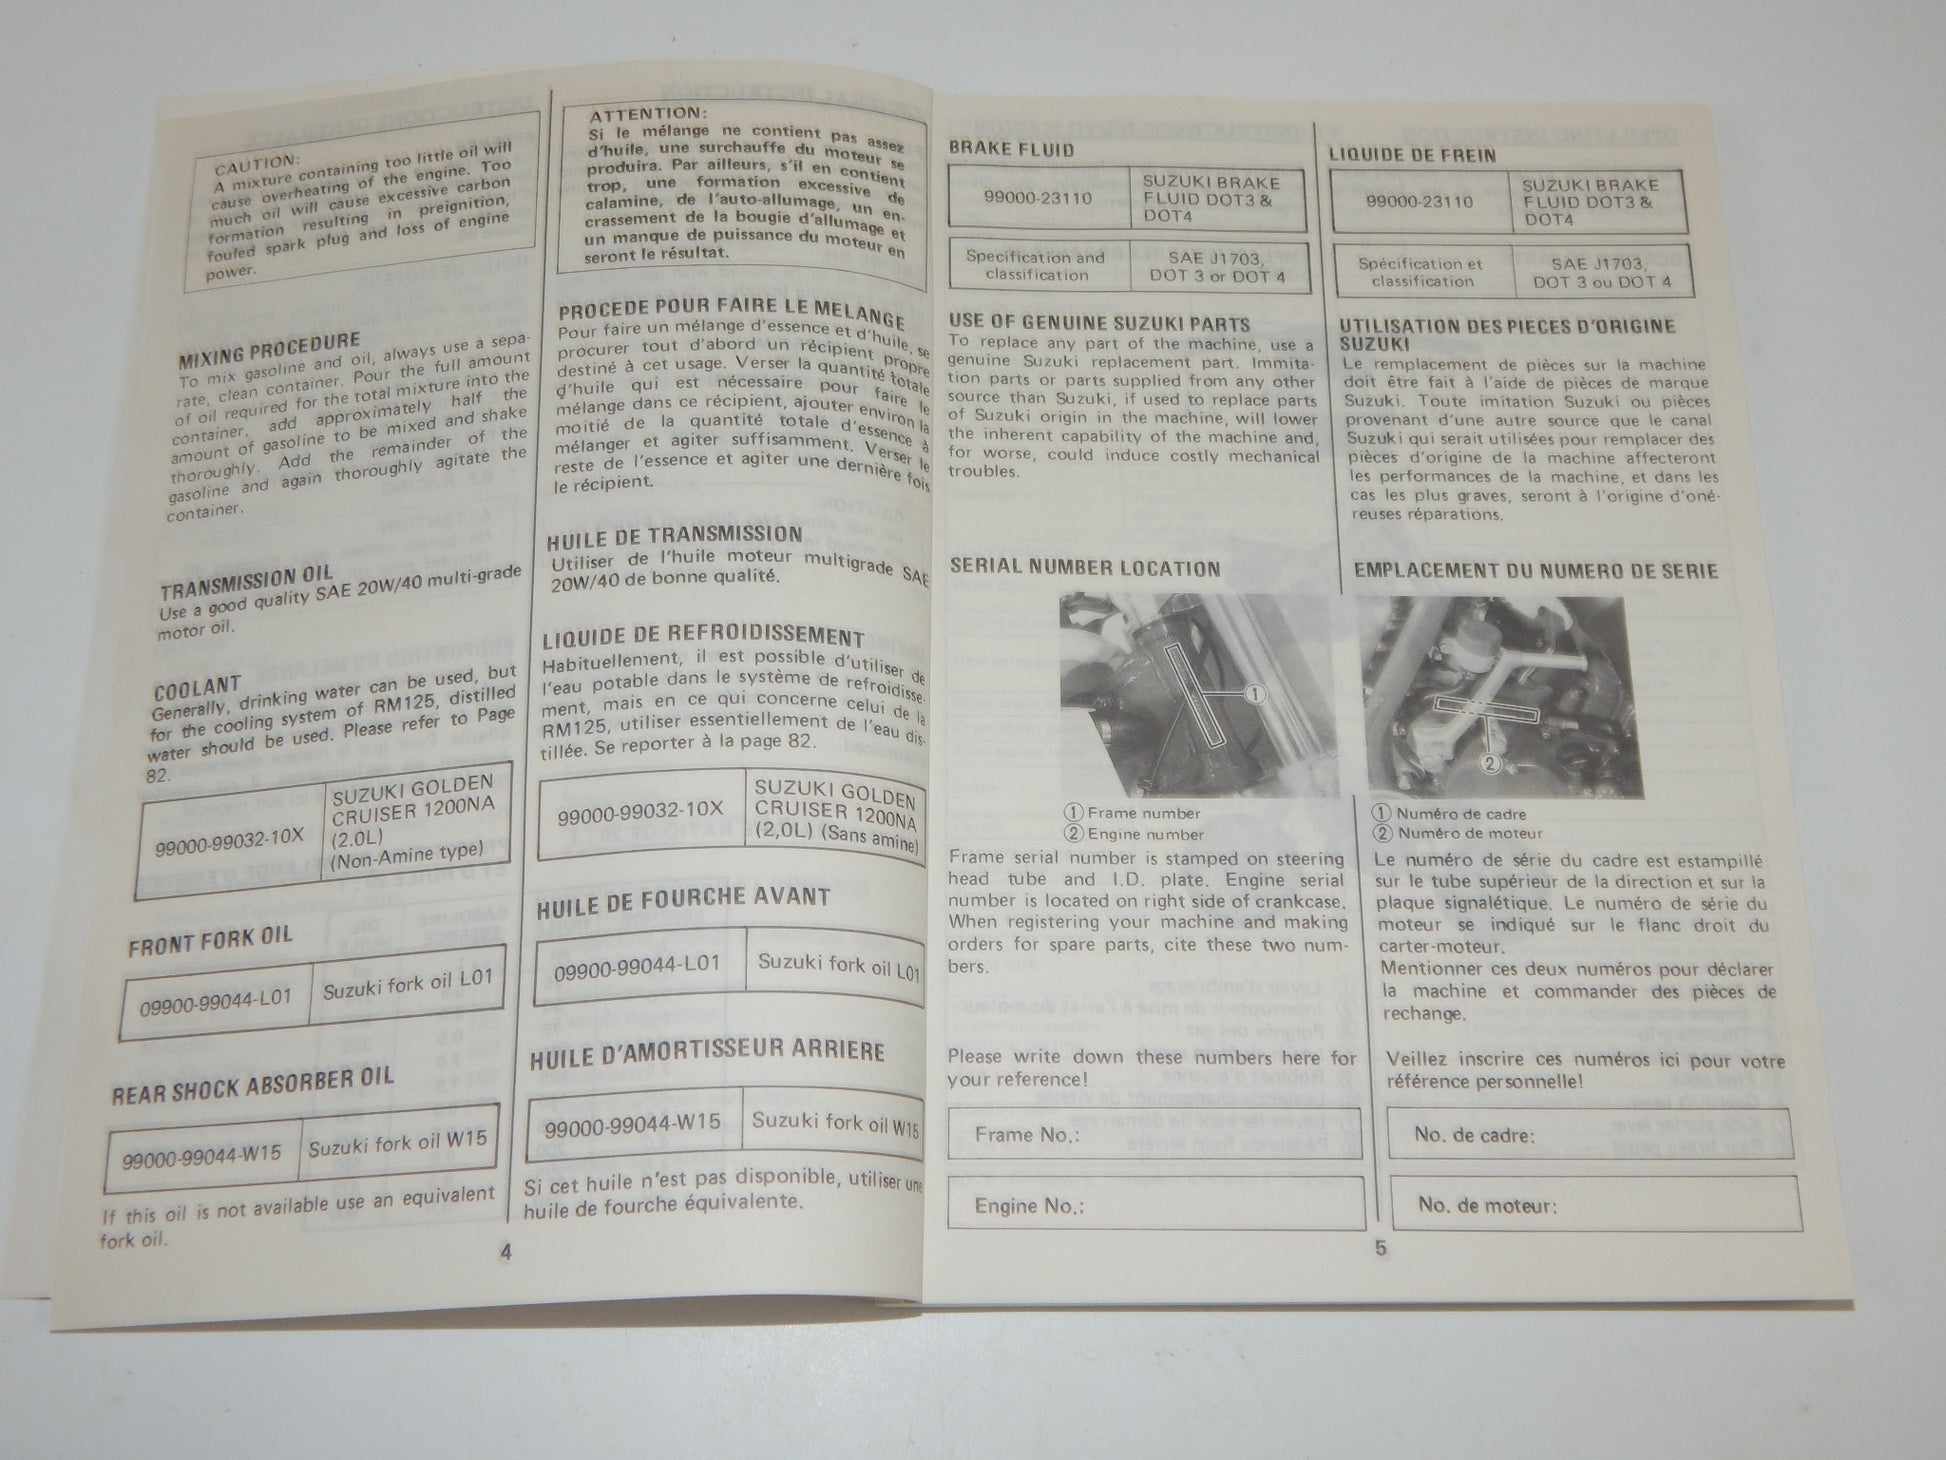 CAUTION:
A mixture containing too little oil will
cause overheating of the engine. Too
much oil will cause excessive carbon
formation resulting in preignition,
fouled spark plug and loss of engine
power.
MIXING PROCEDURE
To mix gasoline and oil, always use a sepa-
rate, clean container. Pour the full amount
of oil required for the total mixture into the
container, add approximately half the
amount of gasoline to be mixed and shake
thoroughly. Add the remainder of the
gasoline and again thoroughly agitate the
container.
TRANSMISSION OIL
Use a good quality SAE 20W/40 multi-grade
motor oil.
COOLANT
Generally, drinking water can be used, but
for the cooling system of RM125, distilled
water should be used. Please refer to Page
82.
99000-99032-10X
SUZUKI GOLDEN
CRUISER 1200NA
(2.0L)
(Non-Amine type)
FRONT FORK OIL
09900-99044-L01
Suzuki fork oil L01
REAR SHOCK ABSORBER OIL
99000-99044-W15
Suzuki fork oil W15
If this oil is not available use an equivalent
fork oil.
ATTENTION:
Si le mélange ne contient pas assez
d'huile, une surchauffe du moteur se
produira. Par ailleurs, s'il en contient
trop, une formation excessive de
calamine, de l'auto-allumage, un en-
crassement de la bougie d'allumage et
un manque de puissance du moteur en
seront le résultat.
PROCEDE POUR FAIRE LE MELANGE
Pour faire un mélange d'essence et d'huile, se
procurer tout d'abord un récipient propre
destiné à cet usage. Verser la quantité totale
d'huile qui est nécessaire pour faire le
mélange dans ce récipient, ajouter environ la
moitié de la quantité totale d'essence à
mélanger et agiter suffisamment. Verser le
reste de l'essence et agiter une dernière fois
le récipient.
HUILE DE TRANSMISSION
Utiliser de l'huile moteur multigrade SAE
20W/40 de bonne qualité.
LIQUIDE DE REFROIDISSEMENT
Habituellement, il est possible d'utiliser de
l'eau potable dans le système de refroidisse-
ment, mais en ce qui concerne celui de la
RM125, utiliser essentiellement de l'eau dis-
tillée. Se reporter à la page 82.
99000-99032-10X
SUZUKI GOLDEN
CRUISER 1200NA
(2,0L) (Sans amine)
HUILE DE FOURCHE AVANT
09900-99044-L01
Suzuki fork oil L01
HUILE D'AMORTISSEUR ARRIERE
99000-99044-W15
Suzuki fork oil W15
Si cet huile n'est pas disponible, utiliser une
huile de fourche équivalente.
4
BRAKE FLUID
99000-23110
SUZUKI BRAKE
FLUID DOT3 &
DOT4
Specification and
classification
SAE J1703,
DOT 3 or DOT 4
USE OF GENUINE SUZUKI PARTS
To replace any part of the machine, use a
genuine Suzuki replacement part. Immita-
tion parts or parts supplied from any other
source than Suzuki, if used to replace parts
of Suzuki origin in the machine, will lower
the inherent capability of the machine and,
for worse, could induce costly mechanical
troubles.
SERIAL NUMBER LOCATION
1
① Frame number
② Engine number
Frame serial number is stamped on steering
head tube and I.D. plate. Engine serial
number is located on right side of crankcase.
When registering your machine and making
orders for spare parts, cite these two num-
bers.
Please write down these numbers here for
your reference!
Frame No.:
Engine No.:
LIQUIDE DE FREIN
99000-23110
SUZUKI BRAKE
FLUID DOT3 &
DOT4
Spécification et
classification
SAE J1703,
DOT 3 ou DOT 4
UTILISATION DES PIECES D'ORIGINE
SUZUKI
Le remplacement de pièces sur la machine
doit être fait à l'aide de pièces de marque
Suzuki. Toute imitation Suzuki ou pièces
provenant d'une autre source que le canal
Suzuki qui serait utilisées pour remplacer des
pièces d'origine de la machine affecteront
les performances de la machine, et dans les
cas les plus graves, seront à l'origine d'oné-
reuses réparations.
EMPLACEMENT DU NUMERO DE SERIE
2
① Numéro de cadre
② Numéro de moteur
Le numéro de série du cadre est estampillé
sur le tube supérieur de la direction et sur la
plaque signalétique. Le numéro de série du
moteur se indiqué sur le flanc droit du
carter-moteur.
Mentionner ces deux numéros pour déclarer
la machine et commander des pièces de
rechange.
Veillez inscrire ces numéros ici pour votre
référence personnelle!
No. de cadre:
No. de moteur:
5